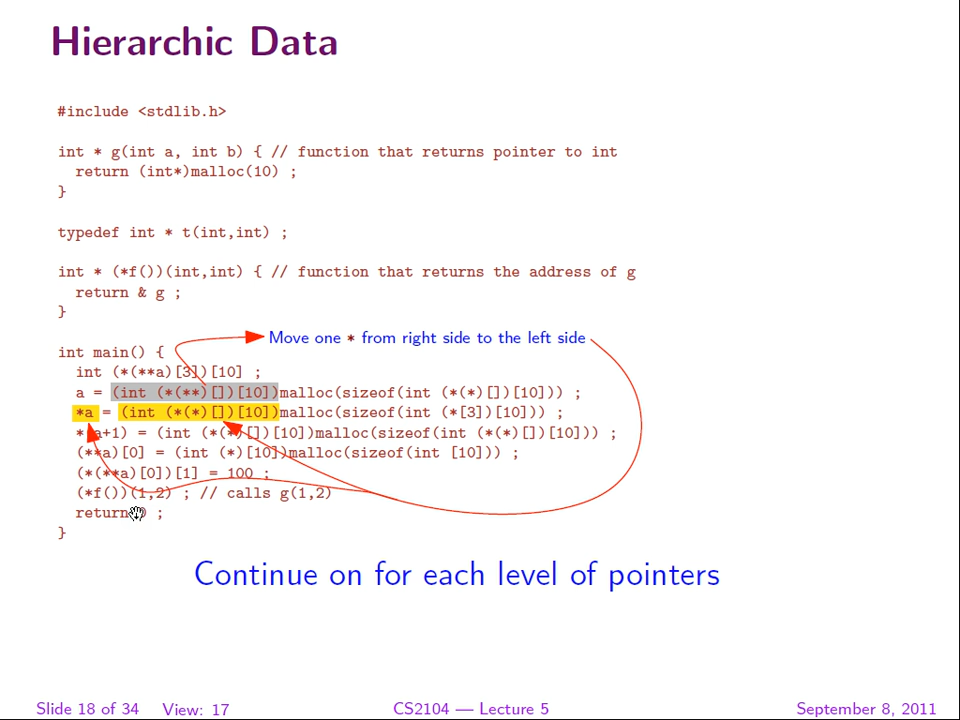 Hierarchic Data
#include <stdlib.h>
int * g(int a, int b) { // function that returns pointer to int
return (int*)malloc(10) ;
}
typedef int * t(int,int) ;
int * (*f())(int,int) { // function that returns the address of g
return & g ;
}
Move one * from right side to the left side
int main() {
int (*(**a)[3])[10] ;
a = (int (*(**)[])[10])malloc(sizeof(int (*(*)[])[10])) ;
*a = (int (*(*)[])[10])malloc(sizeof(int (*[3])[10])) ;
*(a+1) = (int (*(*)[])[10])malloc(sizeof(int (*(*)[])[10])) ;
(**a)[0] = (int (*)[10])malloc(sizeof(int [10])) ;
(*(**a)[0])[1] = 100 ;
(*f())(1,2) ; // calls g(1,2)
return 0 ;
}
Continue on for each level of pointers
Slide 18 of 34 View: 17 CS2104 — Lecture 5 September 8, 2011